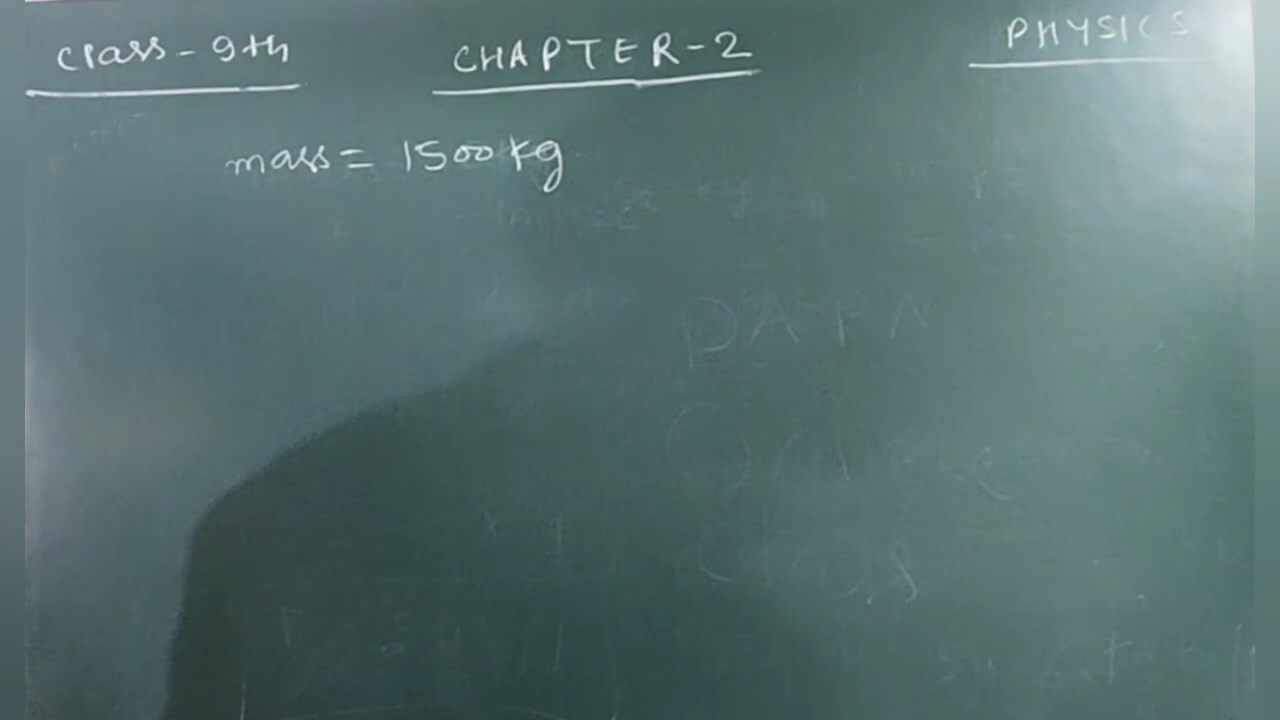 Class - 9th CHAPTER-2 PHYSICS
mass = 1500 kg